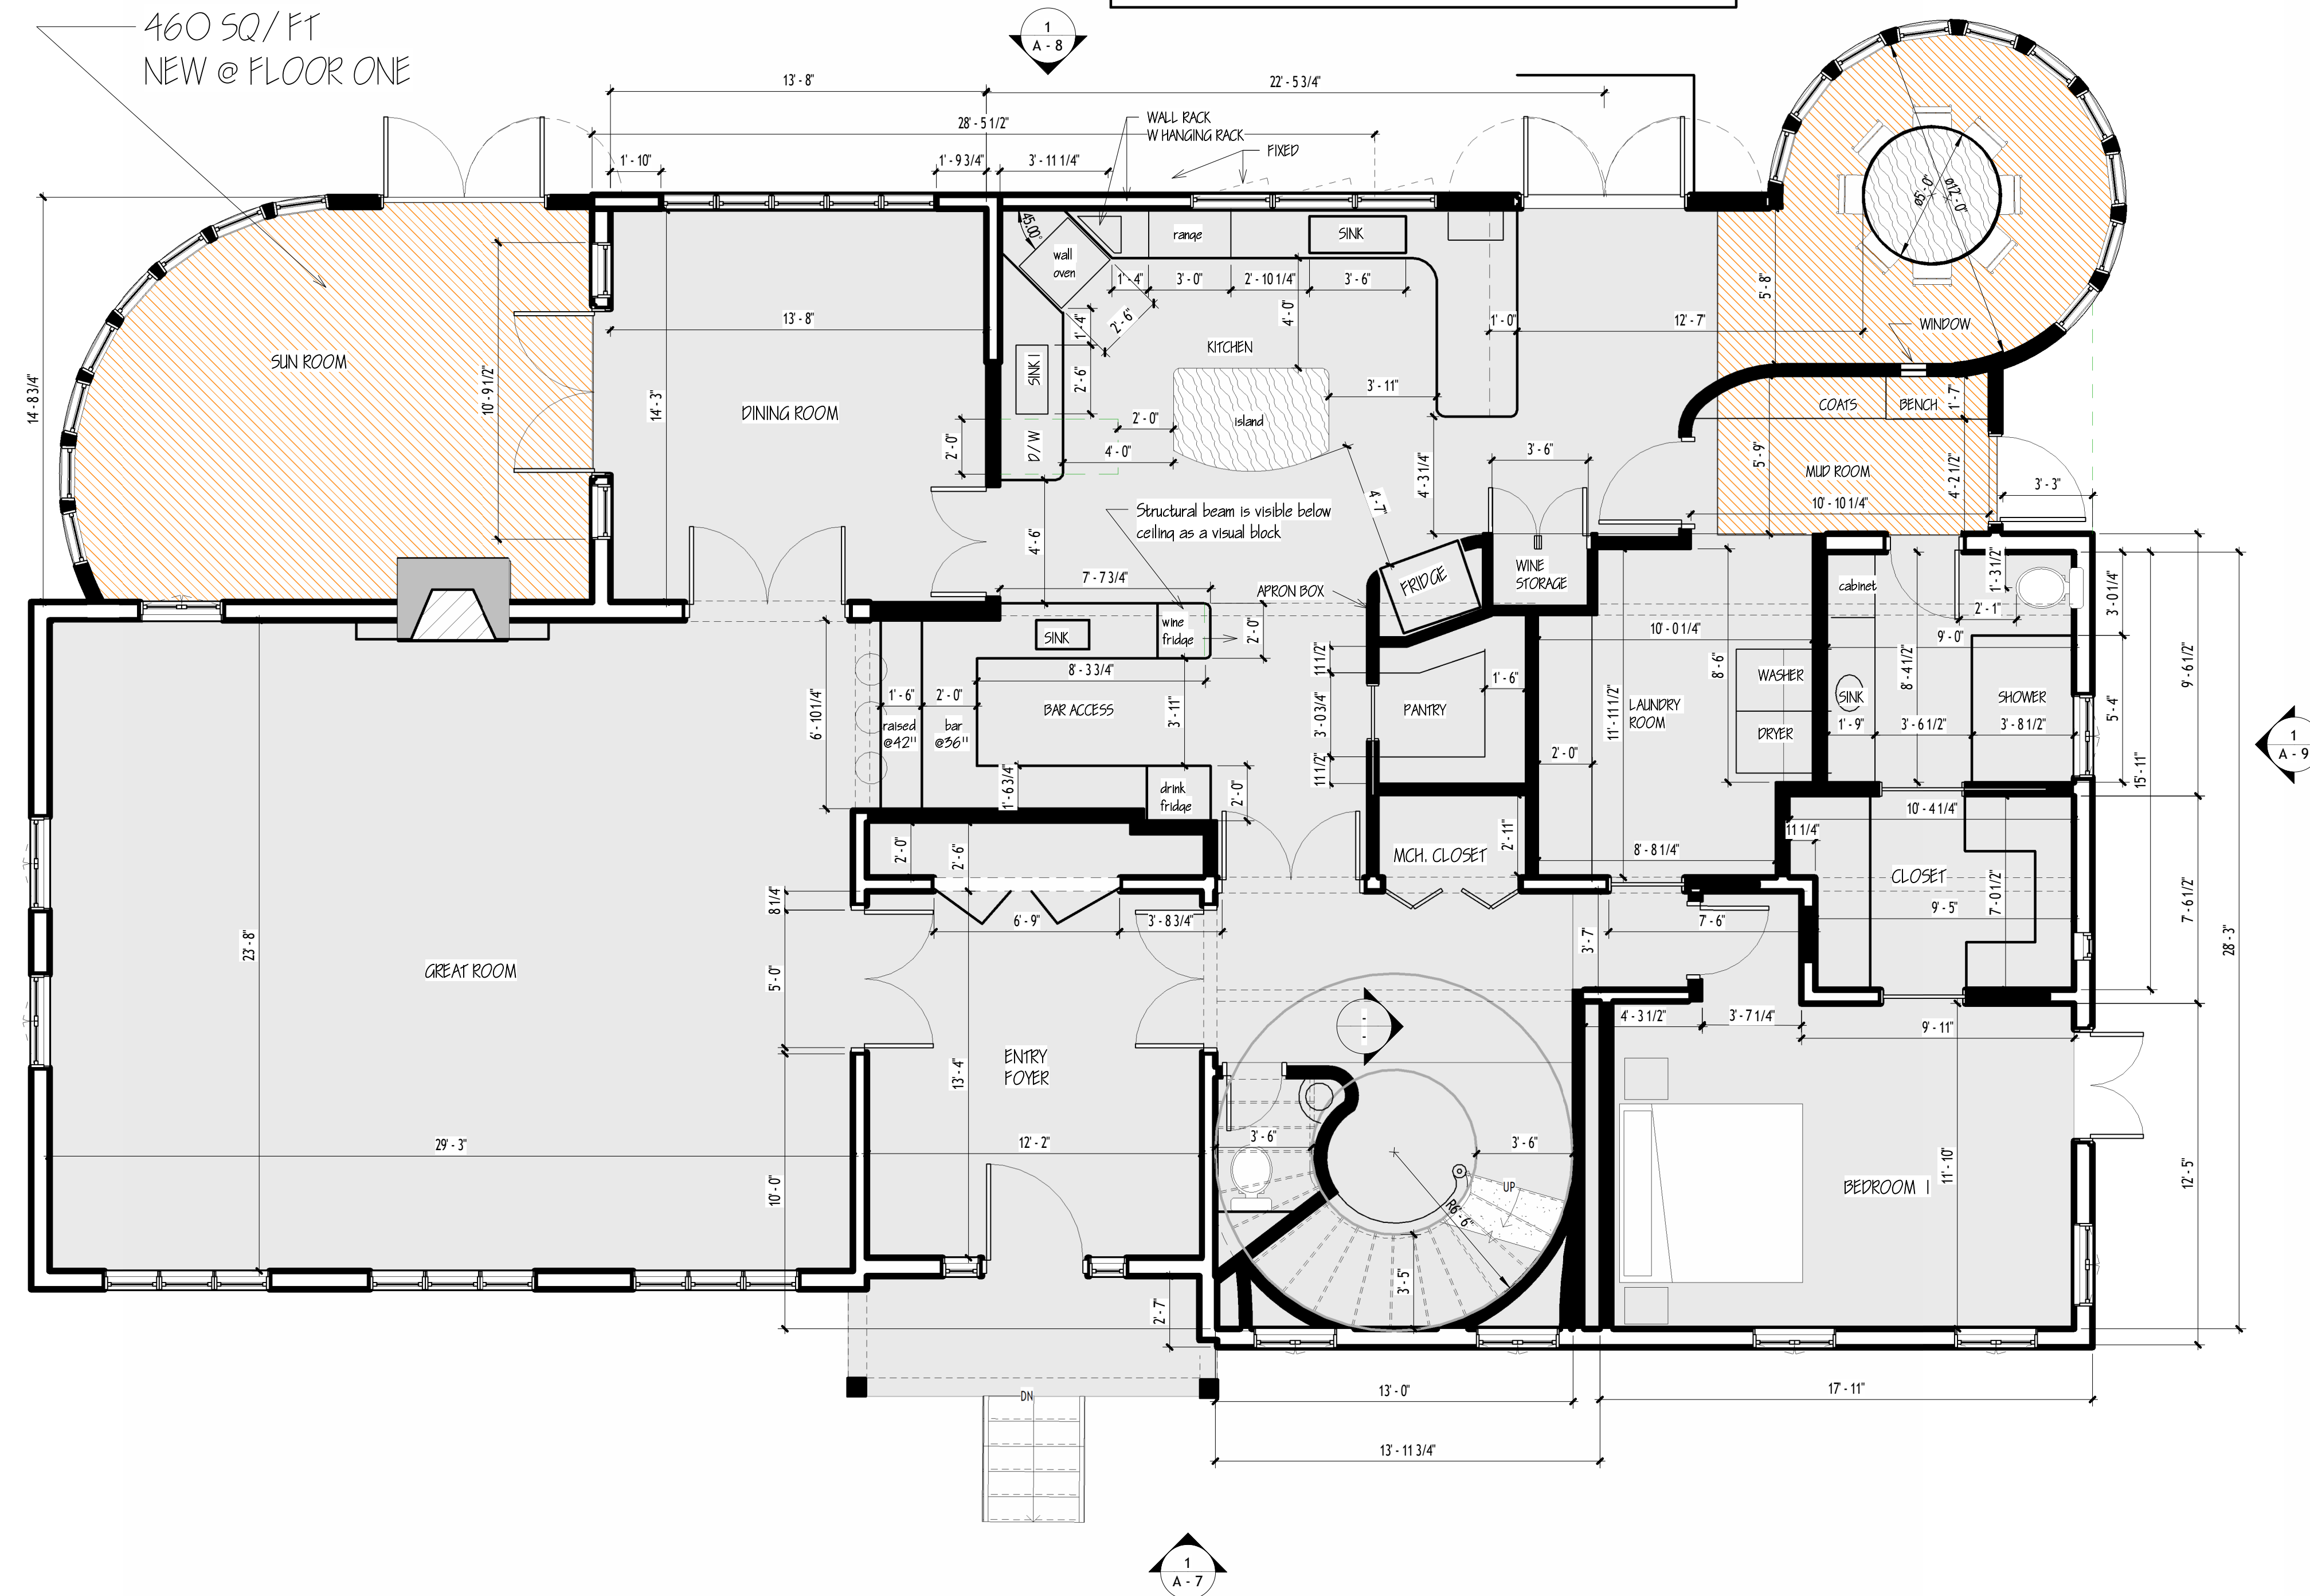 460 SQ/ FT
NEW @ FLOOR ONE
1
A - 8
13' - 8"
22' - 5 3/4"
28' - 5 1/2"
WALL RACK
W HANGING RACK
FIXED
1' - 10"
1' - 9 3/4"
3' - 11 1/4"
45.00°
wall
oven
range
SINK
1' - 4"
3' - 0"
2' - 10 1/4"
3' - 6"
2' - 6"
1' - 4"
4' - 0"
ø5' - 0"
ø12' - 0"
5' - 8"
13' - 8"
1' - 0"
12' - 7"
WINDOW
KITCHEN
SUN ROOM
14' - 8 3/4"
10' - 9 1/2"
14' - 3"
DINING ROOM
SINK
2' - 6"
3' - 11"
COATS
BENCH
1' - 7"
2' - 0"
island
2' - 0"
D / W
4' - 0"
4' - 3 1/4"
3' - 6"
5' - 9"
MUD ROOM
4' - 2 1/2"
10' - 10 1/4"
3' - 3"
4' - 7"
Structural beam is visible below
ceiling as a visual block
4' - 6"
7' - 7 3/4"
APRON BOX
FRIDGE
WINE
STORAGE
cabinet
1' - 3 1/2"
2' - 1"
3' - 0 1/4"
SINK
wine
fridge
2' - 0"
10' - 0 1/4"
9' - 0"
8' - 3 3/4"
11 1/2"
8' - 6"
8' - 4 1/2"
9' - 6 1/2"
6' - 10 1/4"
1' - 6"
2' - 0"
raised
@42"
bar
@36"
BAR ACCESS
3' - 11"
3' - 0 3/4"
PANTRY
1' - 6"
11' - 11 1/2"
LAUNDRY
ROOM
WASHER
DRYER
SINK
1' - 9"
3' - 6 1/2"
SHOWER
3' - 8 1/2"
5' - 4"
15' - 11"
1
A - 9
2' - 0"
11 1/2"
1' - 6 3/4"
drink
fridge
2' - 0"
10' - 4 1/4"
11 1/4"
2' - 0"
2' - 6"
MCH. CLOSET
2' - 11"
8' - 8 1/4"
CLOSET
7' - 0 1/2"
9' - 5"
7' - 6 1/2"
28' - 3"
8 1/4"
6' - 9"
3' - 8 3/4"
3' - 7"
7' - 6"
23' - 8"
GREAT ROOM
5' - 0"
4' - 3 1/2"
3' - 7 1/4"
9' - 11"
ENTRY
FOYER
13' - 4"
29' - 3"
12' - 2"
3' - 6"
3' - 6"
10' - 0"
UP
R6' - 6"
BEDROOM 1
11' - 10"
12' - 5"
3' - 5"
2' - 7"
DN
13' - 0"
17' - 11"
13' - 11 3/4"
1
A - 7